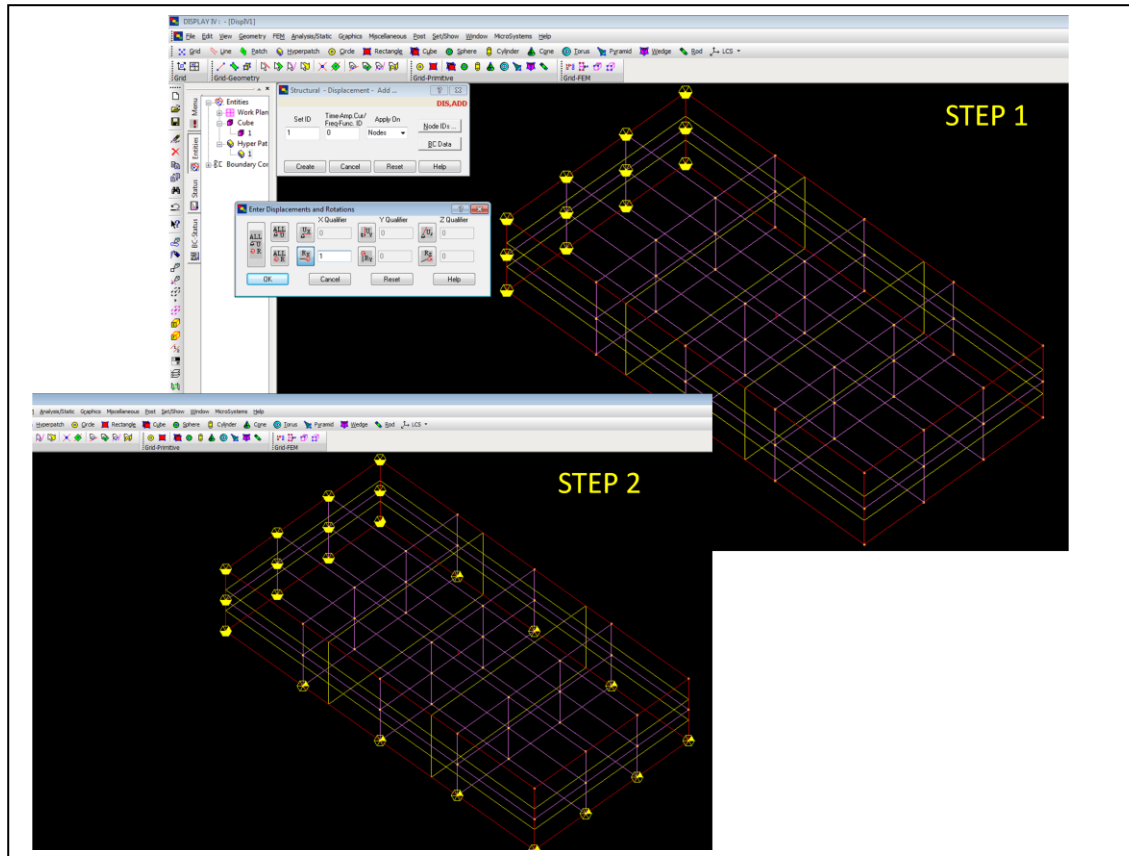 DISPLAY IV : - [DispIV1]
File Edit View Geometry FEM Analysis/Static Graphics Miscellaneous Post Set/Show Window MicroSystems Help
Grid Line Patch Hyperpatch Circle Rectangle Cube Sphere Cylinder Cone Torus Pyramid Wedge Rod LCS
Grid Grid-Geometry Grid-Primitive Grid-FEM
Menu
Entities
Status
BC-Status
Entities
Work Plan
Cube
1
Hyper Pat
1
Boundary Cor
Structural - Displacement - Add ...
DIS,ADD
Set ID Time-Amp.Cur/ Apply On
Freq.Func. ID
1 0 Nodes
Node IDs ...
BC Data
Create Cancel Reset Help
STEP 1
Enter Displacements and Rotations
X Qualifier Y Qualifier Z Qualifier
0 0 0
1 0 0
OK Cancel Reset Help
Analysis/Static Graphics Miscellaneous Post Set/Show Window MicroSystems Help
Hyperpatch Circle Rectangle Cube Sphere Cylinder Cone Torus Pyramid Wedge Rod LCS
Grid-Primitive Grid-FEM
STEP 2